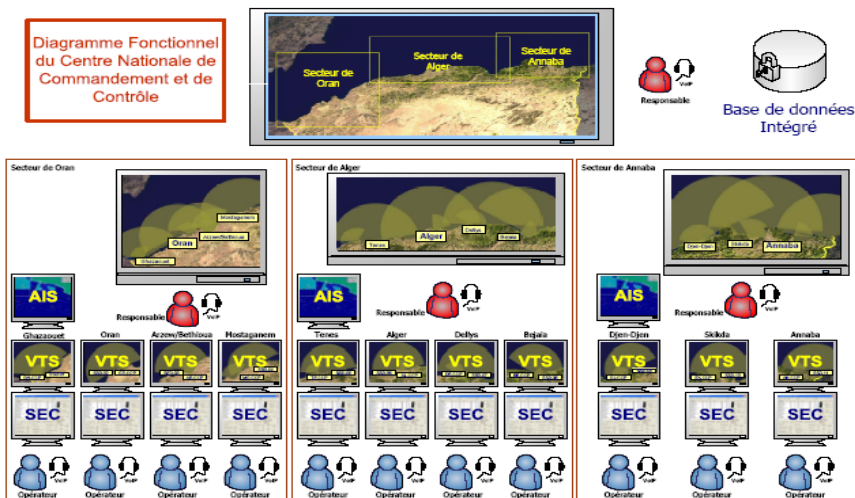 Diagramme Fonctionnel
du Centre Nationale de
Commandement et de
Contrôle
Secteur de
Oran
Secteur de
Alger
Secteur de
Annaba
VoIP
Responsable
Base de données
Intégré
Secteur de Oran
Mostaganem
Oran
Arzew/Bethioua
Ghazaouet
AIS
Responsable
VoIP
Ghazaouet
Oran
Arzew/Bethioua
Mostaganem
VTS
VTS
VTS
VTS
SEC
SEC
SEC
SEC
VoIP
VoIP
VoIP
VoIP
Opérateur
Opérateur
Opérateur
Opérateur
Secteur de Alger
Dellys
Alger
Bejaia
Tenes
AIS
Responsable
VoIP
Tenes
Alger
Dellys
Bejaia
VTS
VTS
VTS
VTS
SEC
SEC
SEC
SEC
VoIP
VoIP
VoIP
VoIP
Opérateur
Opérateur
Opérateur
Opérateur
Secteur de Annaba
Djen-Djen
Skikda
Annaba
AIS
Responsable
VoIP
Djen-Djen
Skikda
Annaba
VTS
VTS
VTS
SEC
SEC
SEC
VoIP
VoIP
VoIP
Opérateur
Opérateur
Opérateur